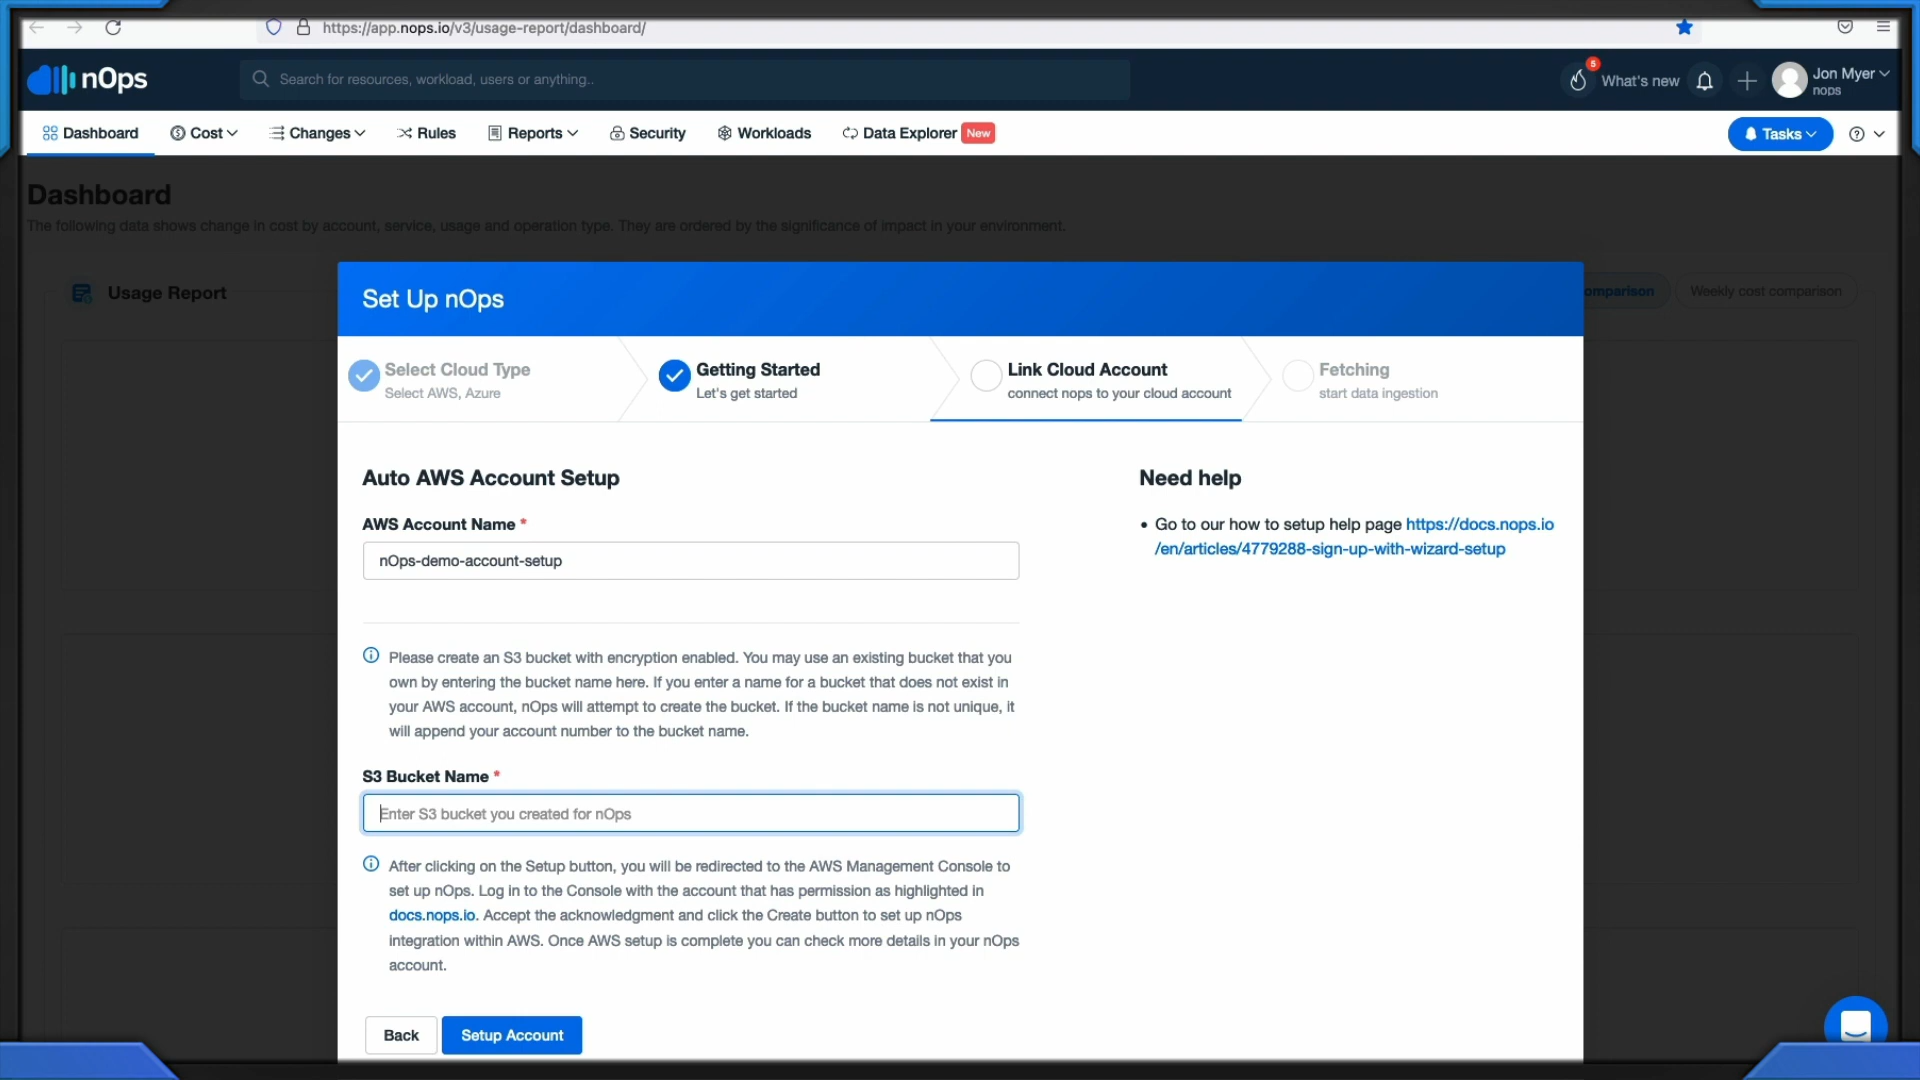 https://app.nops.io/v3/usage-report/dashboard/
nOps
Search for resources, workload, users or anything..
5
What's new
Jon Myer
nops
Dashboard
Cost
Changes
Rules
Reports
Security
Workloads
Data Explorer New
Tasks
Dashboard
The following data shows change in cost by account, service, usage and operation type. They are ordered by the significance of impact in your environment.
Usage Report
omparison
Weekly cost comparison
Set Up nOps
Select Cloud Type
Select AWS, Azure
Getting Started
Let's get started
Link Cloud Account
connect nops to your cloud account
Fetching
start data ingestion
Auto AWS Account Setup
AWS Account Name *
nOps-demo-account-setup
Please create an S3 bucket with encryption enabled. You may use an existing bucket that you
own by entering the bucket name here. If you enter a name for a bucket that does not exist in
your AWS account, nOps will attempt to create the bucket. If the bucket name is not unique, it
will append your account number to the bucket name.
S3 Bucket Name *
Enter S3 bucket you created for nOps
After clicking on the Setup button, you will be redirected to the AWS Management Console to
set up nOps. Log in to the Console with the account that has permission as highlighted in
docs.nops.io. Accept the acknowledgment and click the Create button to set up nOps
integration within AWS. Once AWS setup is complete you can check more details in your nOps
account.
Back
Setup Account
Need help
• Go to our how to setup help page https://docs.nops.io
/en/articles/4779288-sign-up-with-wizard-setup